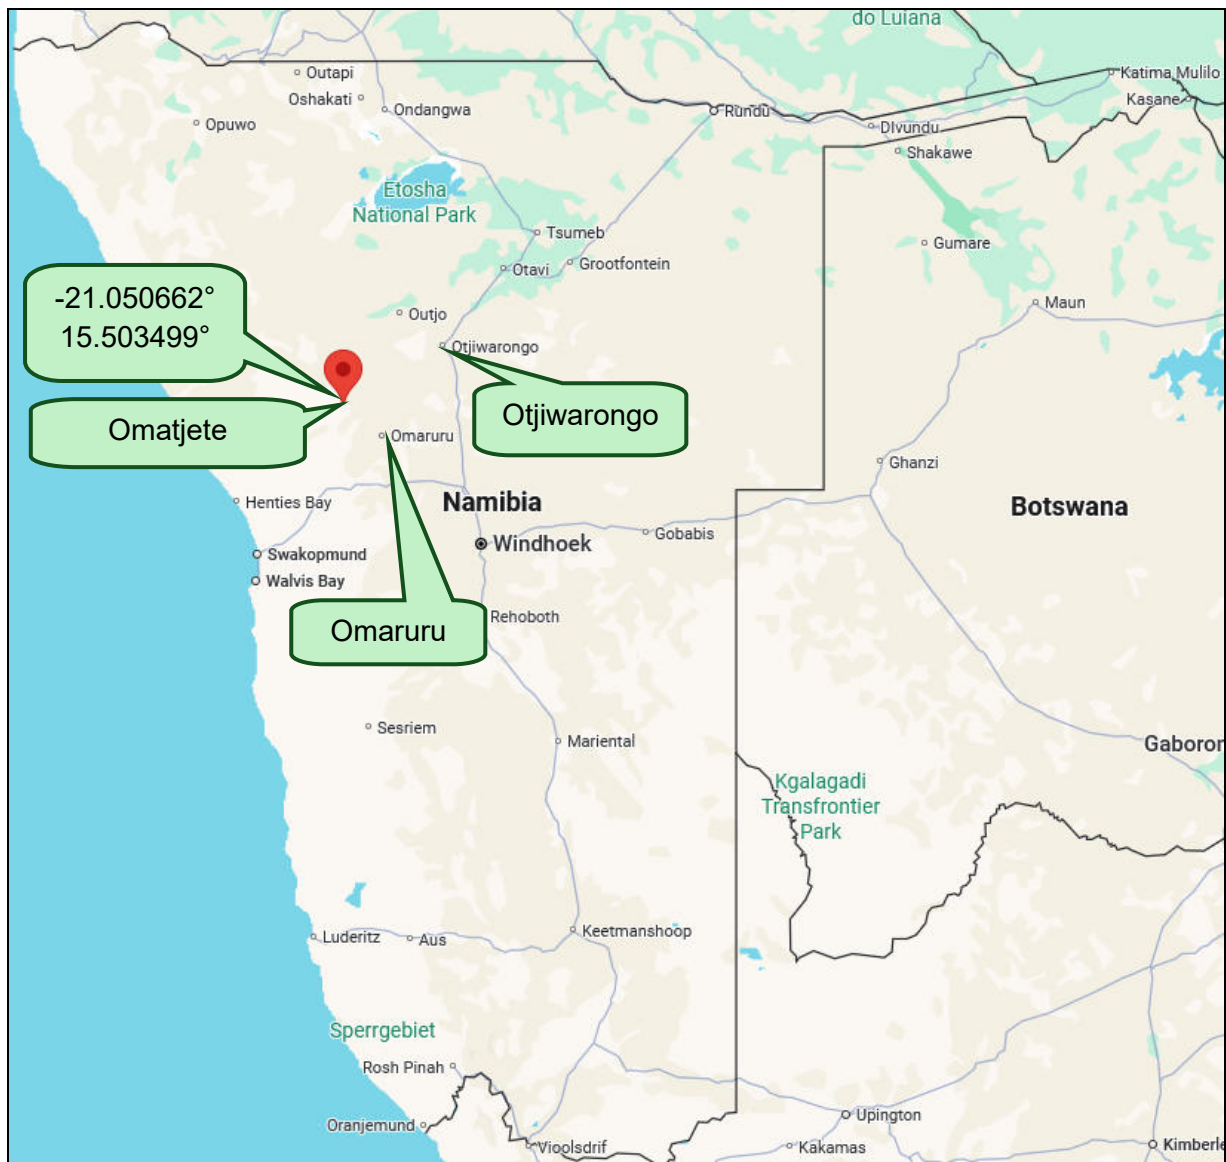 do Luiana
Outapi
Katima Mulilo
Oshakati
Ondangwa
Kasane
Rundu
Opuwo
Divundu
Shakawe
Etosha
National Park
Tsumeb
Gumare
Otavi
Grootfontein
-21.050662°
15.503499°
Maun
Outjo
Otjiwarongo
Otjiwarongo
Omatjete
Omaruru
Ghanzi
Henties Bay
Namibia
Botswana
Gobabis
Windhoek
Swakopmund
Walvis Bay
Rehoboth
Omaruru
Sesriem
Mariental
Gaboron
Kgalagadi
Transfrontier
Park
Keetmanshoop
Luderitz
Aus
Sperrgebiet
Rosh Pinah
Upington
Oranjemund
Vioolsdrif
Kakamas
Kimberle